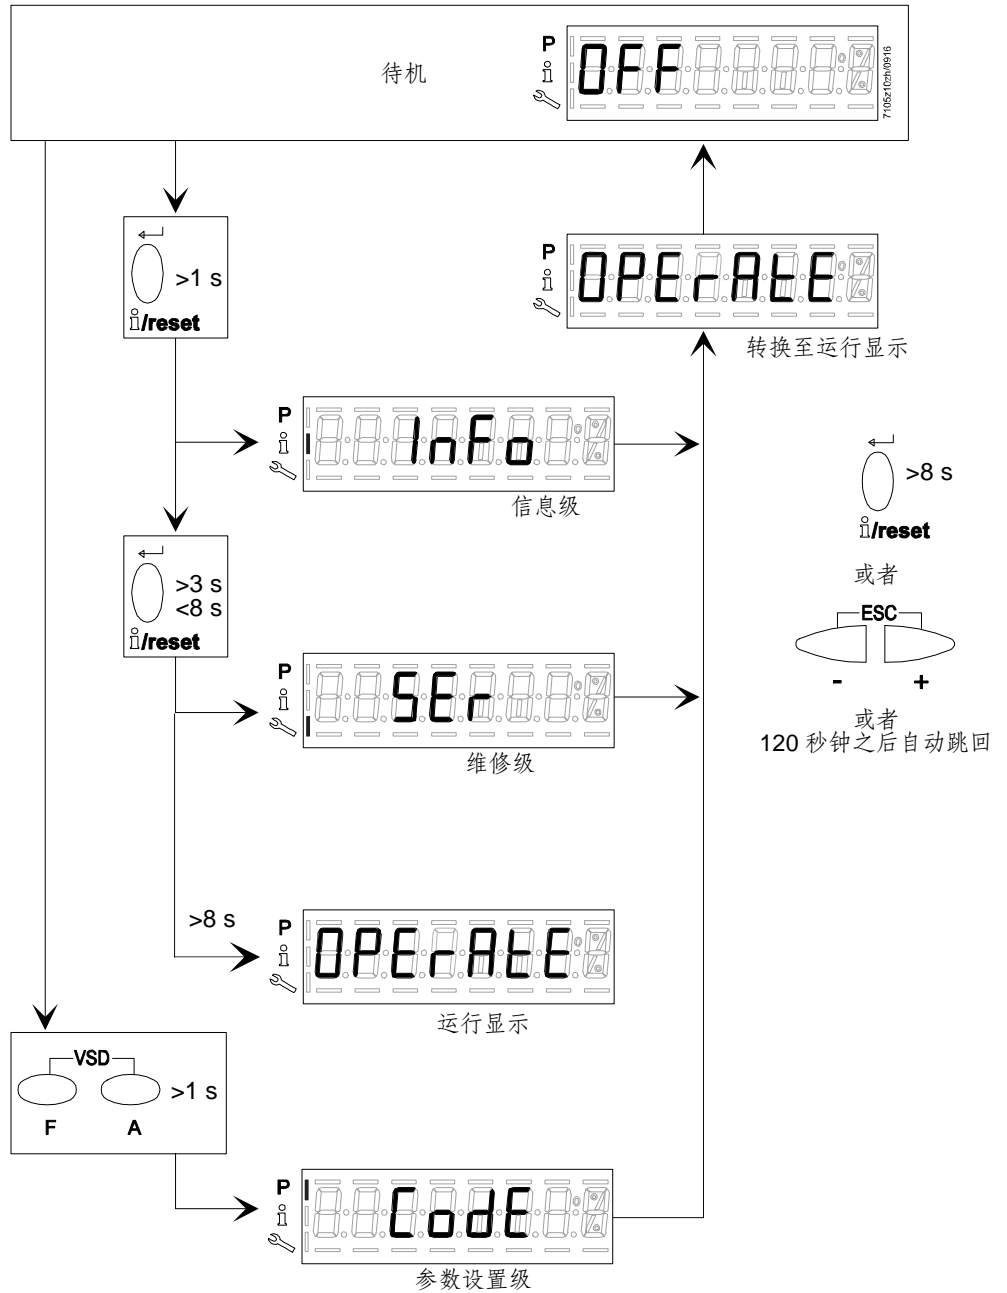 P
OFF
待机
7105z10zh/0916
>1 s
i/reset
P
OPErAtE
转换至运行显示
P
InFo
信息级
>8 s
i/reset
或者
ESC
- +
或者
120 秒钟之后自动跳回
>3 s
<8 s
i/reset
P
SEr
维修级
>8 s
P
OPErAtE
运行显示
VSD
>1 s
F A
P
CodE
参数设置级